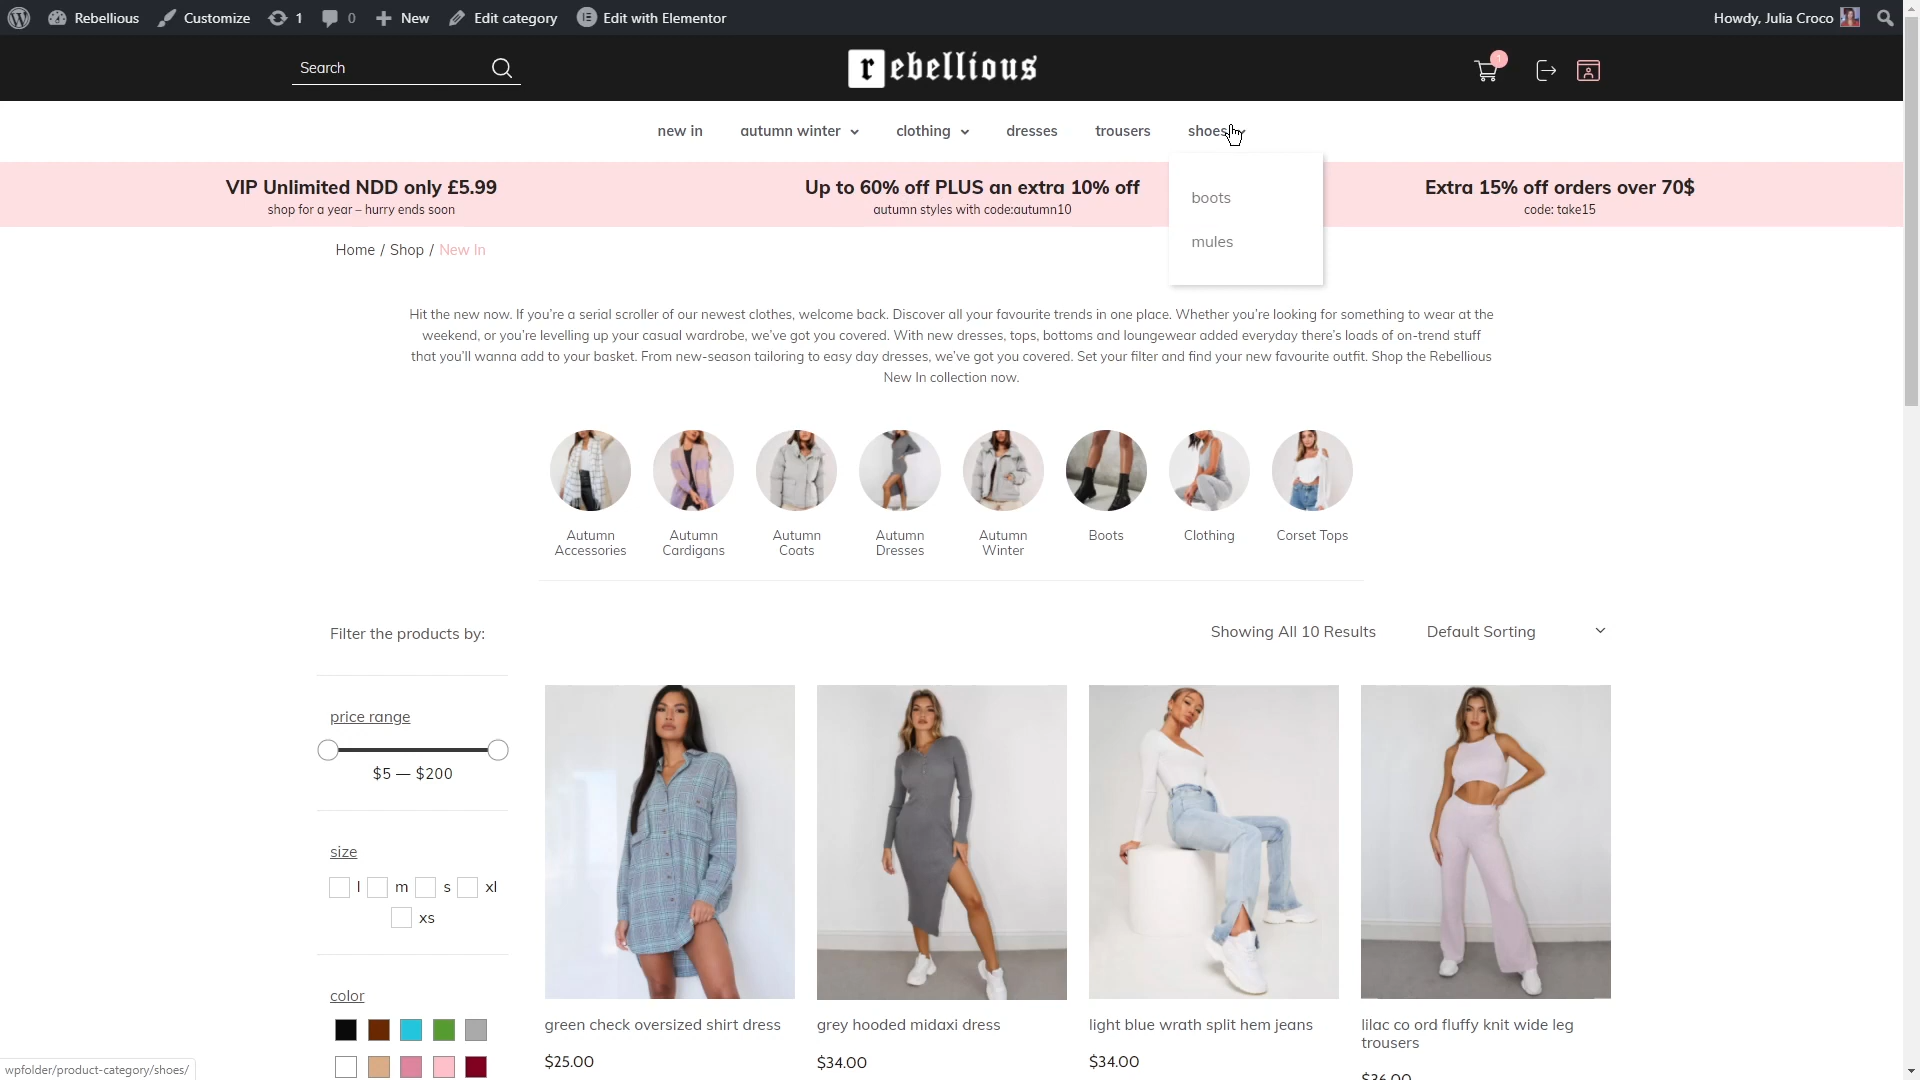 Rebellious
Customize
1
0
New
Edit category
Edit with Elementor
Howdy, Julia Croco
Search
rebellious
1
new in
autumn winter
clothing
dresses
trousers
shoes
boots
mules
VIP Unlimited NDD only £5.99
shop for a year – hurry ends soon
Up to 60% off PLUS an extra 10% off
autumn styles with code:autumn10
Extra 15% off orders over 70$
code: take15
Home / Shop / New In
Hit the new now. If you're a serial scroller of our newest clothes, welcome back. Discover all your favourite trends in one place. Whether you're looking for something to wear at the
weekend, or you're levelling up your casual wardrobe, we've got you covered. With new dresses, tops, bottoms and loungewear added everyday there's loads of on-trend stuff
that you'll wanna add to your basket. From new-season tailoring to easy day dresses, we've got you covered. Set your filter and find your new favourite outfit. Shop the Rebellious
New In collection now.
Autumn
Accessories
Autumn
Cardigans
Autumn
Coats
Autumn
Dresses
Autumn
Winter
Boots
Clothing
Corset Tops
Filter the products by:
Showing All 10 Results
Default Sorting
price range
$5 — $200
size
l
m
s
xl
xs
color
green check oversized shirt dress
$25.00
grey hooded midaxi dress
$34.00
light blue wrath split hem jeans
$34.00
lilac co ord fluffy knit wide leg
trousers
$36.00
wpfolder/product-category/shoes/